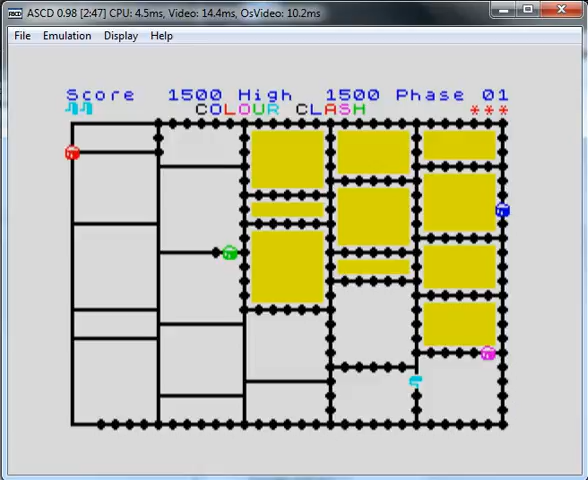 ASCD 0.98 [2:47] CPU: 4.5ms, Video: 14.4ms, OsVideo: 10.2ms
File Emulation Display Help
Score 1500 High 1500 Phase 01
COLOUR CLASH ***